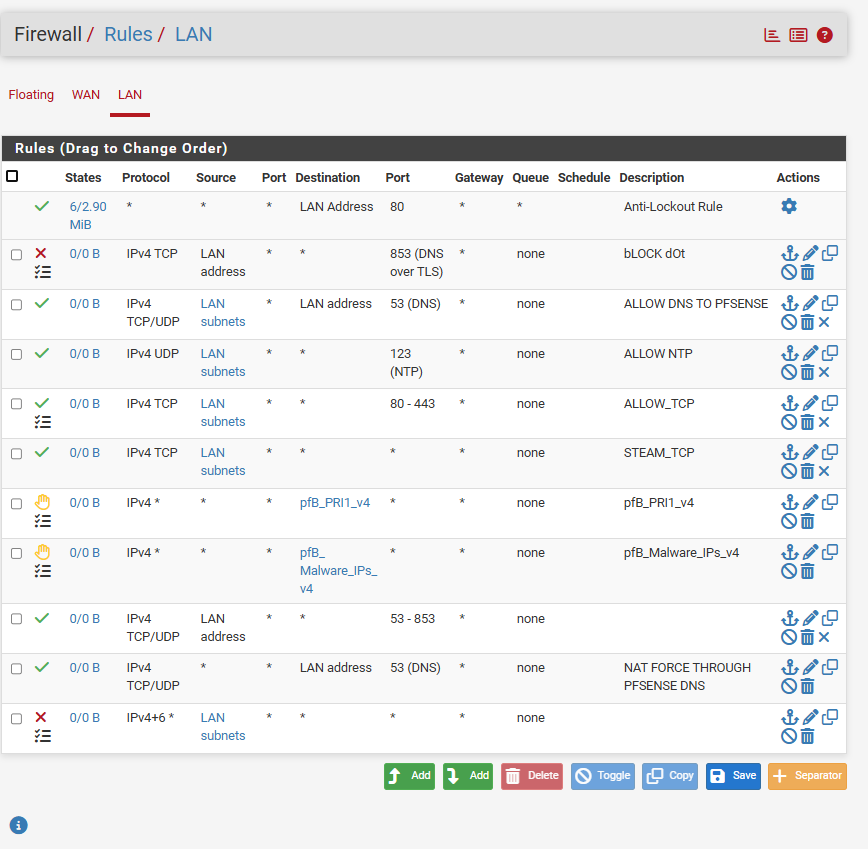 Firewall / Rules / LAN
Floating WAN LAN
Rules (Drag to Change Order)
States Protocol Source Port Destination Port Gateway Queue Schedule Description Actions
6/2.90 * * * LAN Address 80 * * Anti-Lockout Rule
MiB
0/0 B IPv4 TCP LAN * * 853 (DNS * none bLOCK dOt
address over TLS)
0/0 B IPv4 LAN * LAN address 53 (DNS) * none ALLOW DNS TO PFSENSE
TCP/UDP subnets
0/0 B IPv4 UDP LAN * * 123 * none ALLOW NTP
subnets (NTP)
0/0 B IPv4 TCP LAN * * 80 - 443 * none ALLOW_TCP
subnets
0/0 B IPv4 TCP LAN * * * * none STEAM_TCP
subnets
0/0 B IPv4 * * * pfB_PRI1_v4 * * none pfB_PRI1_v4
0/0 B IPv4 * * * pfB_ * * none pfB_Malware_IPs_v4
Malware_IPs_
v4
0/0 B IPv4 LAN * * 53 - 853 * none
TCP/UDP address
0/0 B IPv4 * * LAN address 53 (DNS) * none NAT FORCE THROUGH
TCP/UDP PFSENSE DNS
0/0 B IPv4+6 * LAN * * * * none
subnets
Add Add Delete Toggle Copy Save Separator